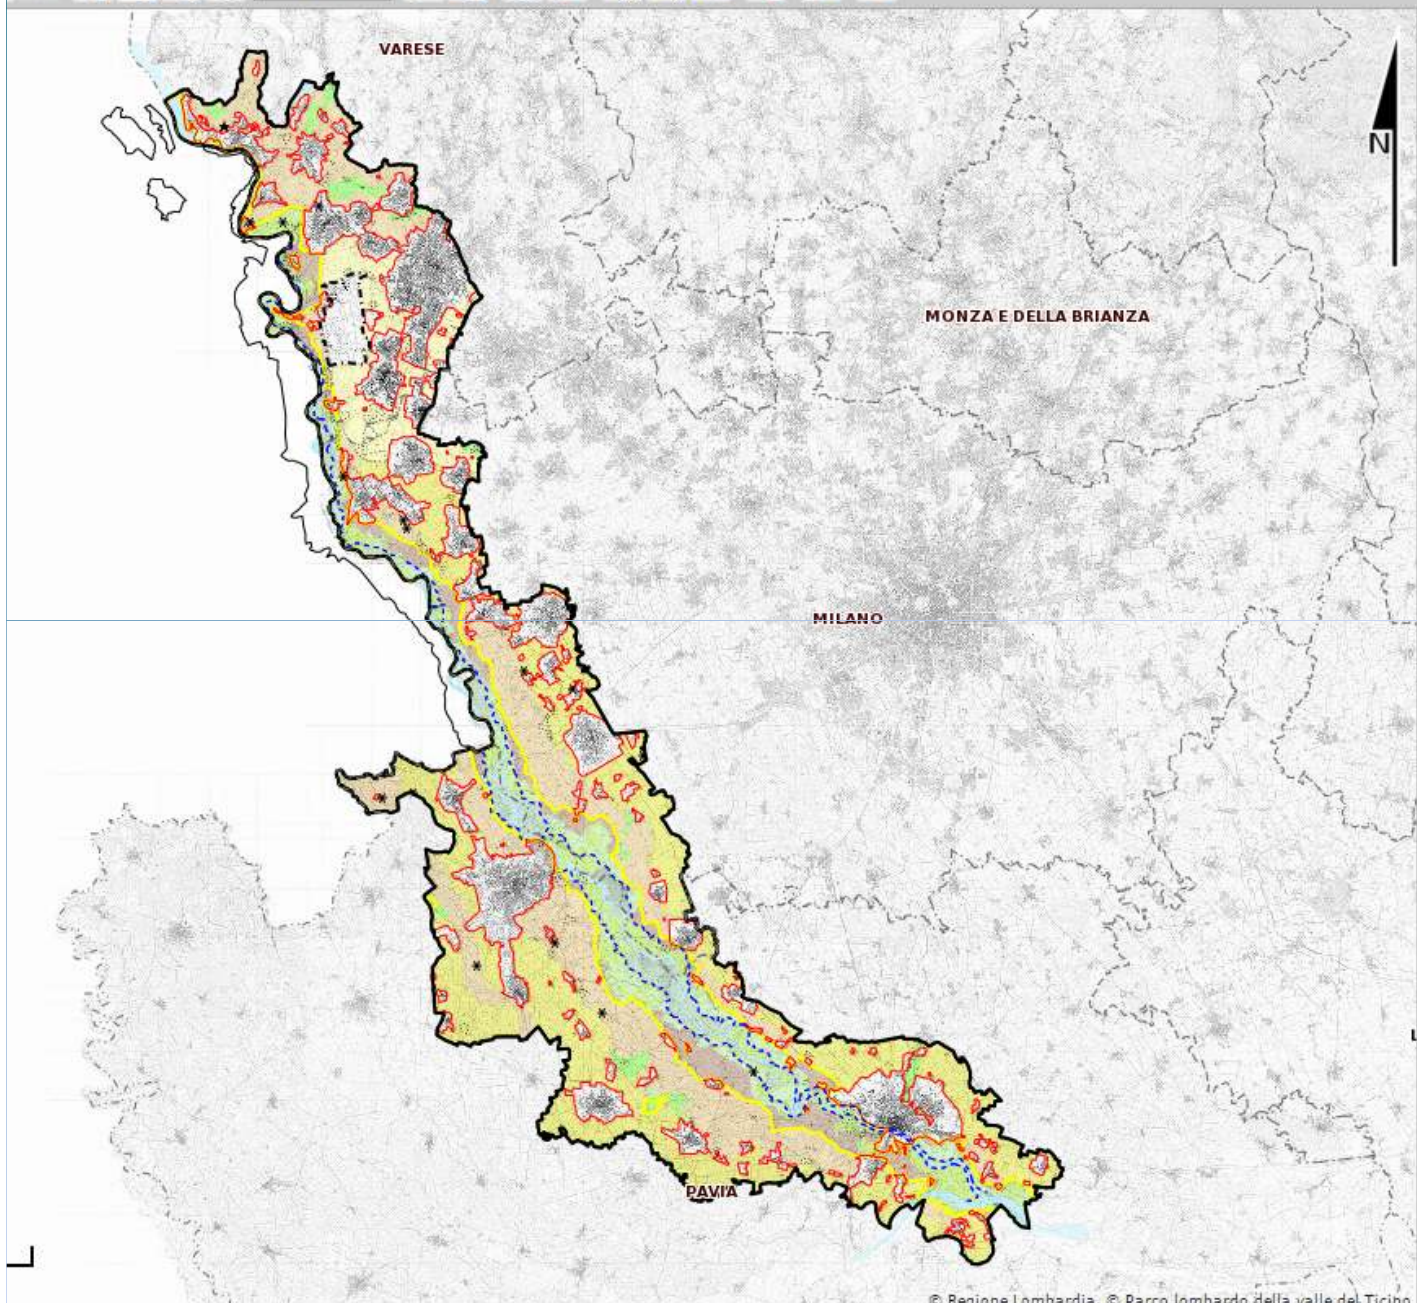 VARESE
N
MONZA E DELLA BRIANZA
MILANO
PAVIA
© Regione Lombardia, © Parco lombardo della valle del Ticino